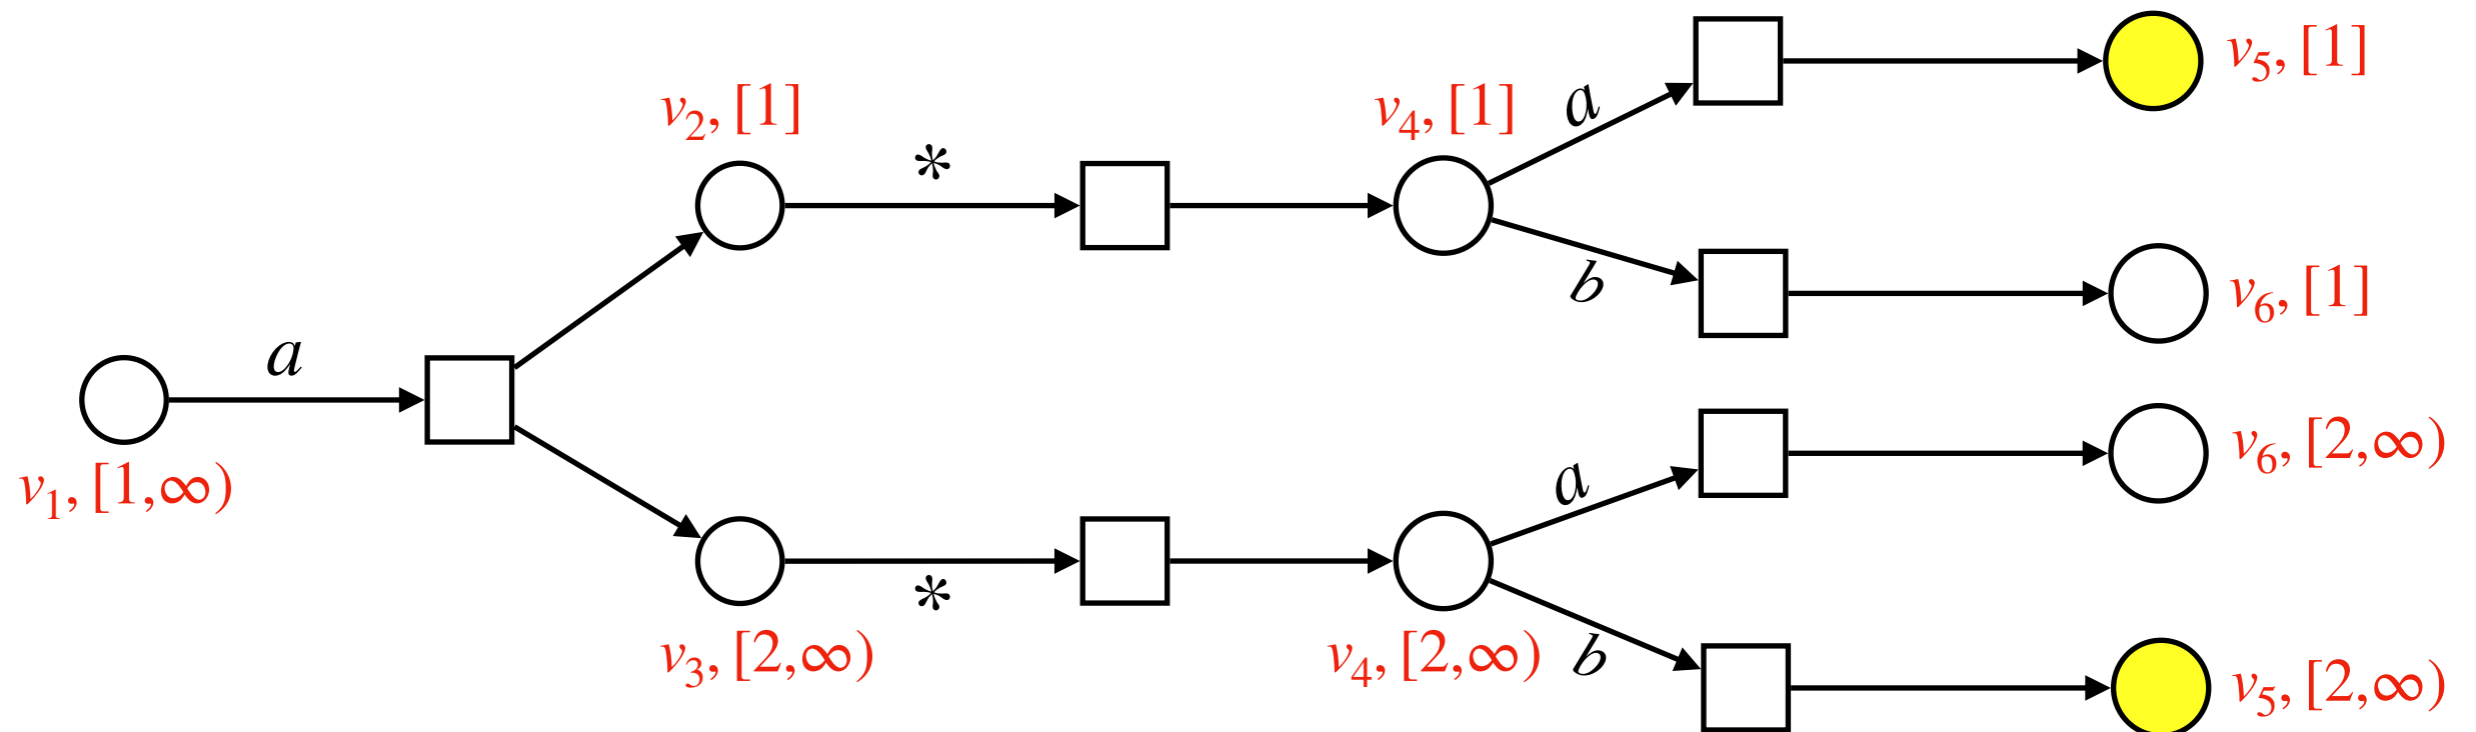 v₅, [1]
a
v₂, [1]
*
v₄, [1]
b
v₆, [1]
a
v₁, [1,∞)
v₆, [2,∞)
a
*
v₃, [2,∞)
v₄, [2,∞)
b
v₅, [2,∞)